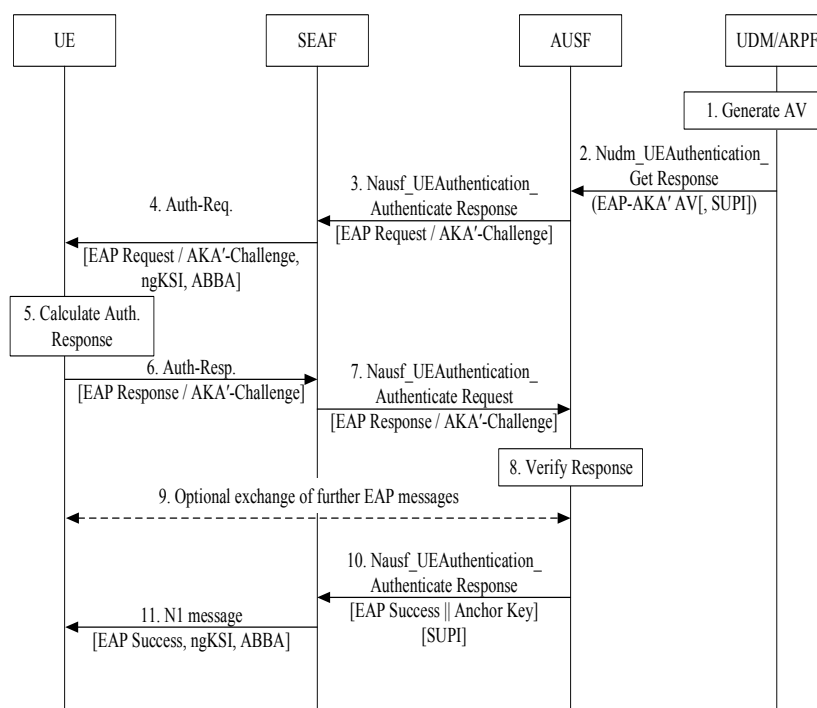 UE
SEAF
AUSF
UDM/ARPF
1. Generate AV
2. Nudm_UEAuthentication_
Get Response
(EAP-AKA′ AV[, SUPI])
3. Nausf_UEAuthentication_
Authenticate Response
[EAP Request / AKA′-Challenge]
4. Auth-Req.
[EAP Request / AKA′-Challenge,
ngKSI, ABBA]
5. Calculate Auth.
Response
6. Auth-Resp.
[EAP Response / AKA′-Challenge]
7. Nausf_UEAuthentication_
Authenticate Request
[EAP Response / AKA′-Challenge]
8. Verify Response
9. Optional exchange of further EAP messages
10. Nausf_UEAuthentication_
Authenticate Response
[EAP Success || Anchor Key]
[SUPI]
11. N1 message
[EAP Success, ngKSI, ABBA]